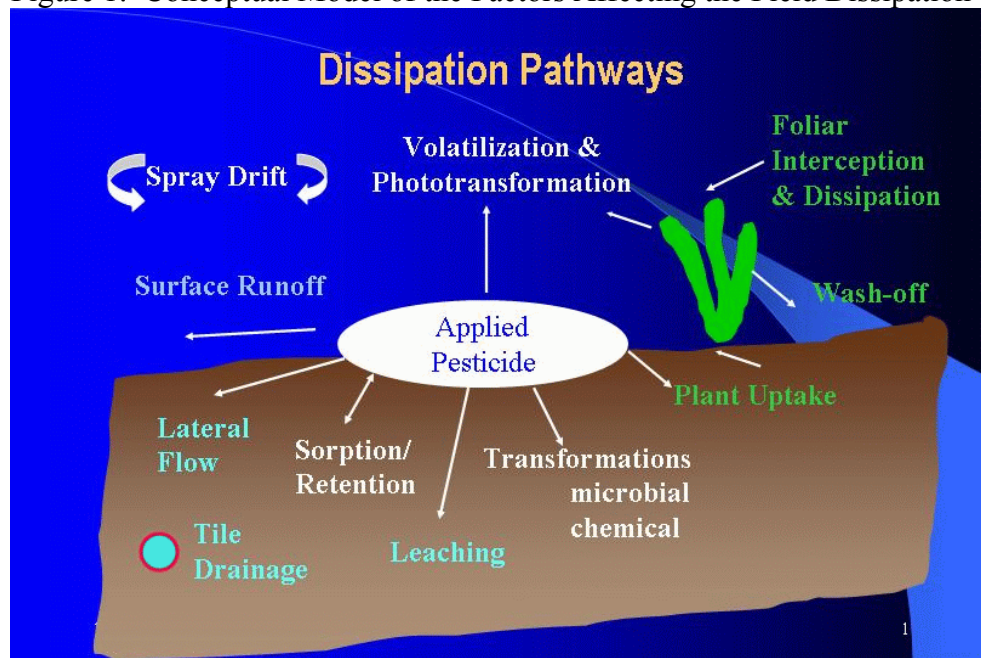 Figure 1. Conceptual Model of the Factors Affecting the Field Dissipation
Dissipation Pathways
Spray Drift
Volatilization &
Phototransformation
Foliar
Interception
& Dissipation
Surface Runoff
Wash-off
Applied
Pesticide
Plant Uptake
Lateral
Flow
Sorption/
Retention
Transformations
microbial
chemical
Tile
Drainage
Leaching
1